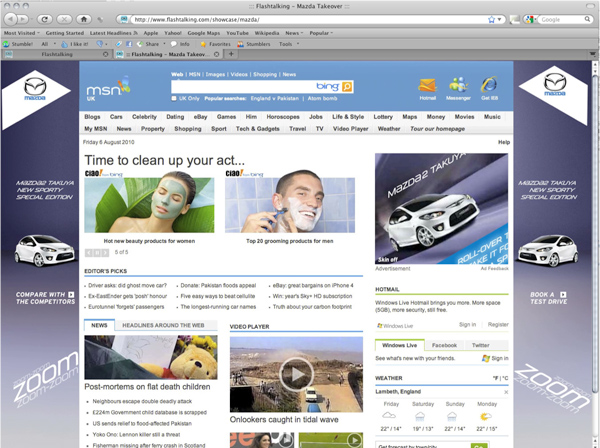 :: Flashtalking - Mazda Takeover ::
http://www.flashtalking.com/showcase/mazda/
Google
Most Visited Getting Started Latest Headlines Apple Yahoo! Google Maps YouTube Wikipedia News Popular
Stumble! All Share Info Favorites Stumblers Tools
Flashtalking :: Flashtalking - Mazda Takeov...
mazda
msn
UK
Web | MSN | Images | Videos | Shopping | News
bing
UK Only Popular searches: England v Pakistan | Atom bomb
Hotmail Messenger Get IE8
mazda
Blogs Cars Celebrity Dating eBay Games Him Horoscopes Jobs Life & Style Lottery Maps Money Movies Music
My MSN News Property Shopping Sport Tech & Gadgets Travel TV Video Player Weather Tour our homepage
Friday 6 August 2010
Help
Time to clean up your act...
ciao! from bing
ciao! from bing
Hot new beauty products for women
Top 20 grooming products for men
5 of 5
MAZDA2 TAKUYA
NEW SPORTY
SPECIAL EDITION
COMPARE WITH
THE COMPETITORS
zoom-zoom
MAZDA2 TAKUYA
ROLL-OVER
Skin off
Advertisement Ad Feedback
MAZDA2 TAKUYA
NEW SPORTY
SPECIAL EDITION
BOOK A
TEST DRIVE
zoom-zoom
EDITOR'S PICKS
Driver asks: did ghost move car?
Ex-EastEnder gets 'posh' honour
Eurotunnel 'forgets' passengers
Donate: Pakistan floods appeal
Five easy ways to beat cellulite
The longest-running car names
eBay: great bargains on iPhone 4
Win: year's Sky+ HD subscription
Truth about your carbon footprint
NEWS
HEADLINES AROUND THE WEB
Post-mortems on flat death children
Neighbours escape double deadly attack
£224m Government child database is scrapped
US sends relief to flood-affected Pakistan
Yoko Ono: Lennon killer still a threat
Fisherman missing after ferry crash in Scotland
VIDEO PLAYER
Onlookers caught in tidal wave
HOTMAIL
Windows Live Hotmail brings you more. More space
(5GB), more security, still free.
Windows Live Sign in Register
Windows Live Facebook Twitter
See what's new with your friends. Sign in
WEATHER
°F | °C
Lambeth, England
Friday Saturday Sunday Monday
22° / 14° 19° / 14° 22° / 14° 22° / 15°
Get forecast by town/city